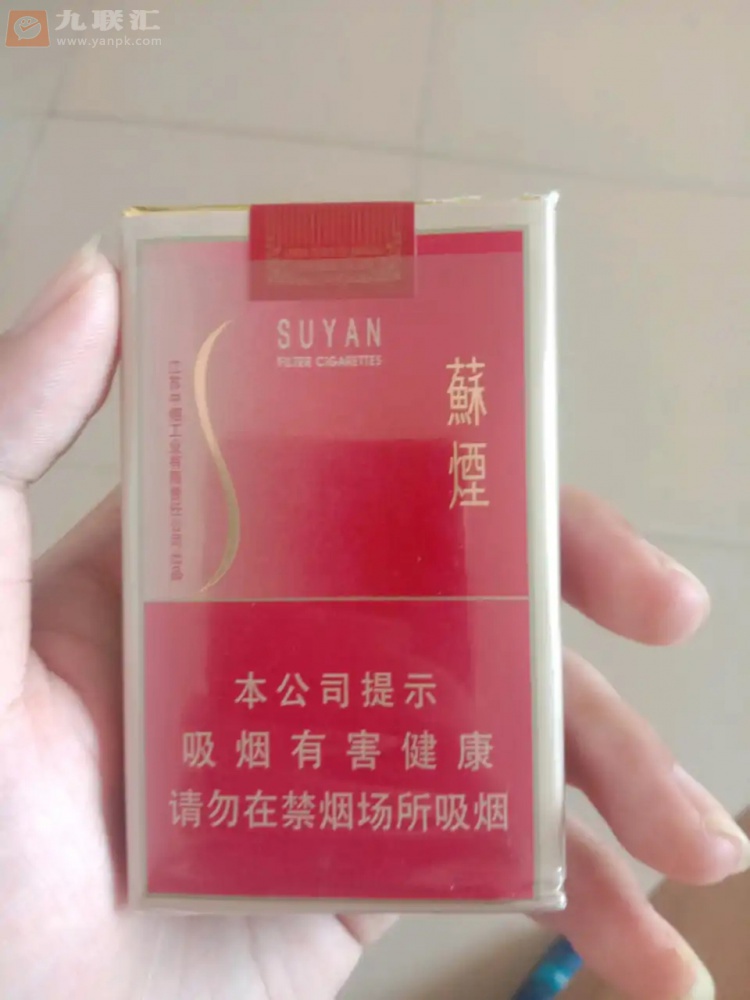 九联汇
www.yanpk.com
SUYAN
FILTER CIGARETTES
蘇煙
本公司提示
吸烟有害健康
请勿在禁烟场所吸烟